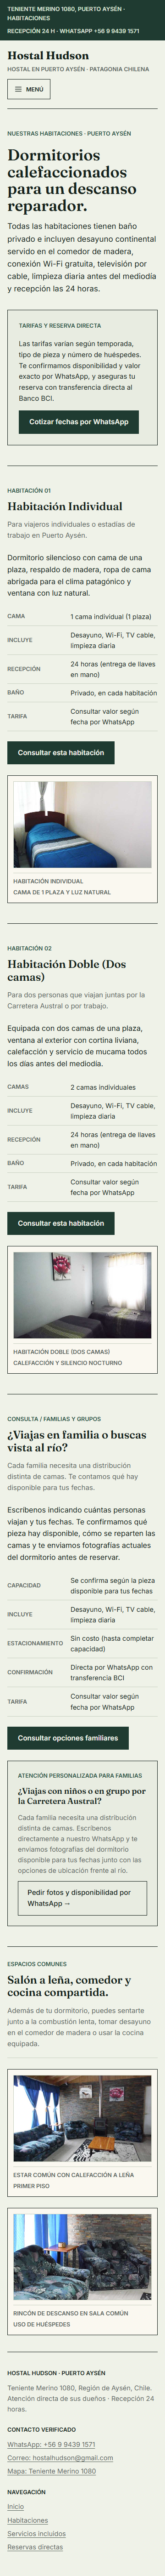 TENIENTE MERINO 1080, PUERTO AYSÉN ·
HABITACIONES
RECEPCIÓN 24 H · WHATSAPP +56 9 9439 1571
Hostal Hudson
HOSTAL EN PUERTO AYSÉN · PATAGONIA CHILENA
MENÚ
NUESTRAS HABITACIONES · PUERTO AYSÉN
Dormitorios
calefaccionados
para un descanso
reparador.
Todas las habitaciones tienen baño
privado e incluyen desayuno continental
servido en el comedor de madera,
conexión Wi-Fi gratuita, televisión por
cable, limpieza diaria antes del mediodía
y recepción las 24 horas.
TARIFAS Y RESERVA DIRECTA
Las tarifas varían según temporada,
tipo de pieza y número de huéspedes.
Te confirmamos disponibilidad y valor
exacto por WhatsApp, y aseguras tu
reserva con transferencia directa al
Banco BCI.
Cotizar fechas por WhatsApp
HABITACIÓN 01
Habitación Individual
Para viajeros individuales o estadías de
trabajo en Puerto Aysén.
Dormitorio silencioso con cama de una
plaza, respaldo de madera, ropa de cama
abrigada para el clima patagónico y
ventana con luz natural.
CAMA 1 cama individual (1 plaza)
INCLUYE Desayuno, Wi-Fi, TV cable,
limpieza diaria
RECEPCIÓN 24 horas (entrega de llaves
en mano)
BAÑO Privado, en cada habitación
TARIFA Consultar valor según
fecha por WhatsApp
Consultar esta habitación
HABITACIÓN INDIVIDUAL
CAMA DE 1 PLAZA Y LUZ NATURAL
HABITACIÓN 02
Habitación Doble (Dos
camas)
Para dos personas que viajan juntas por la
Carretera Austral o por trabajo.
Equipada con dos camas de una plaza,
ventana al exterior con cortina liviana,
calefacción y servicio de mucama todos
los días antes del mediodía.
CAMAS 2 camas individuales
INCLUYE Desayuno, Wi-Fi, TV cable,
limpieza diaria
RECEPCIÓN 24 horas (entrega de llaves
en mano)
BAÑO Privado, en cada habitación
TARIFA Consultar valor según
fecha por WhatsApp
Consultar esta habitación
HABITACIÓN DOBLE (DOS CAMAS)
CALEFACCIÓN Y SILENCIO NOCTURNO
CONSULTA / FAMILIAS Y GRUPOS
¿Viajas en familia o buscas
vista al río?
Cada familia necesita una distribución
distinta de camas. Te contamos qué hay
disponible para tus fechas.
Escríbenos indicando cuántas personas
viajan y tus fechas. Te confirmamos qué
pieza hay disponible, cómo se reparten las
camas y te enviamos fotografías actuales
del dormitorio antes de reservar.
CAPACIDAD Se confirma según la pieza
disponible para tus fechas
INCLUYE Desayuno, Wi-Fi, TV cable,
limpieza diaria
ESTACIONAMIENTO Sin costo (hasta completar
capacidad)
CONFIRMACIÓN Directa por WhatsApp con
transferencia BCI
TARIFA Consultar valor según
fecha por WhatsApp
Consultar opciones familiares
ATENCIÓN PERSONALIZADA PARA FAMILIAS
¿Viajas con niños o en grupo por
la Carretera Austral?
Cada familia necesita una distribución
distinta de camas. Escríbenos
directamente a nuestro WhatsApp y te
enviamos fotografías del dormitorio
disponible para tus fechas junto con las
opciones de ubicación frente al río.
Pedir fotos y disponibilidad por
WhatsApp →
ESPACIOS COMUNES
Salón a leña, comedor y
cocina compartida.
Además de tu dormitorio, puedes sentarte
junto a la combustión lenta, tomar desayuno
en el comedor de madera o usar la cocina
equipada.
ESTAR COMÚN CON CALEFACCIÓN A LEÑA
PRIMER PISO
RINCÓN DE DESCANSO EN SALA COMÚN
USO DE HUÉSPEDES
HOSTAL HUDSON · PUERTO AYSÉN
Teniente Merino 1080, Región de Aysén, Chile.
Atención directa de sus dueños · Recepción 24
horas.
CONTACTO VERIFICADO
WhatsApp: +56 9 9439 1571
Correo: hostalhudson@gmail.com
Mapa: Teniente Merino 1080
NAVEGACIÓN
Inicio
Habitaciones
Servicios incluidos
Reservas directas